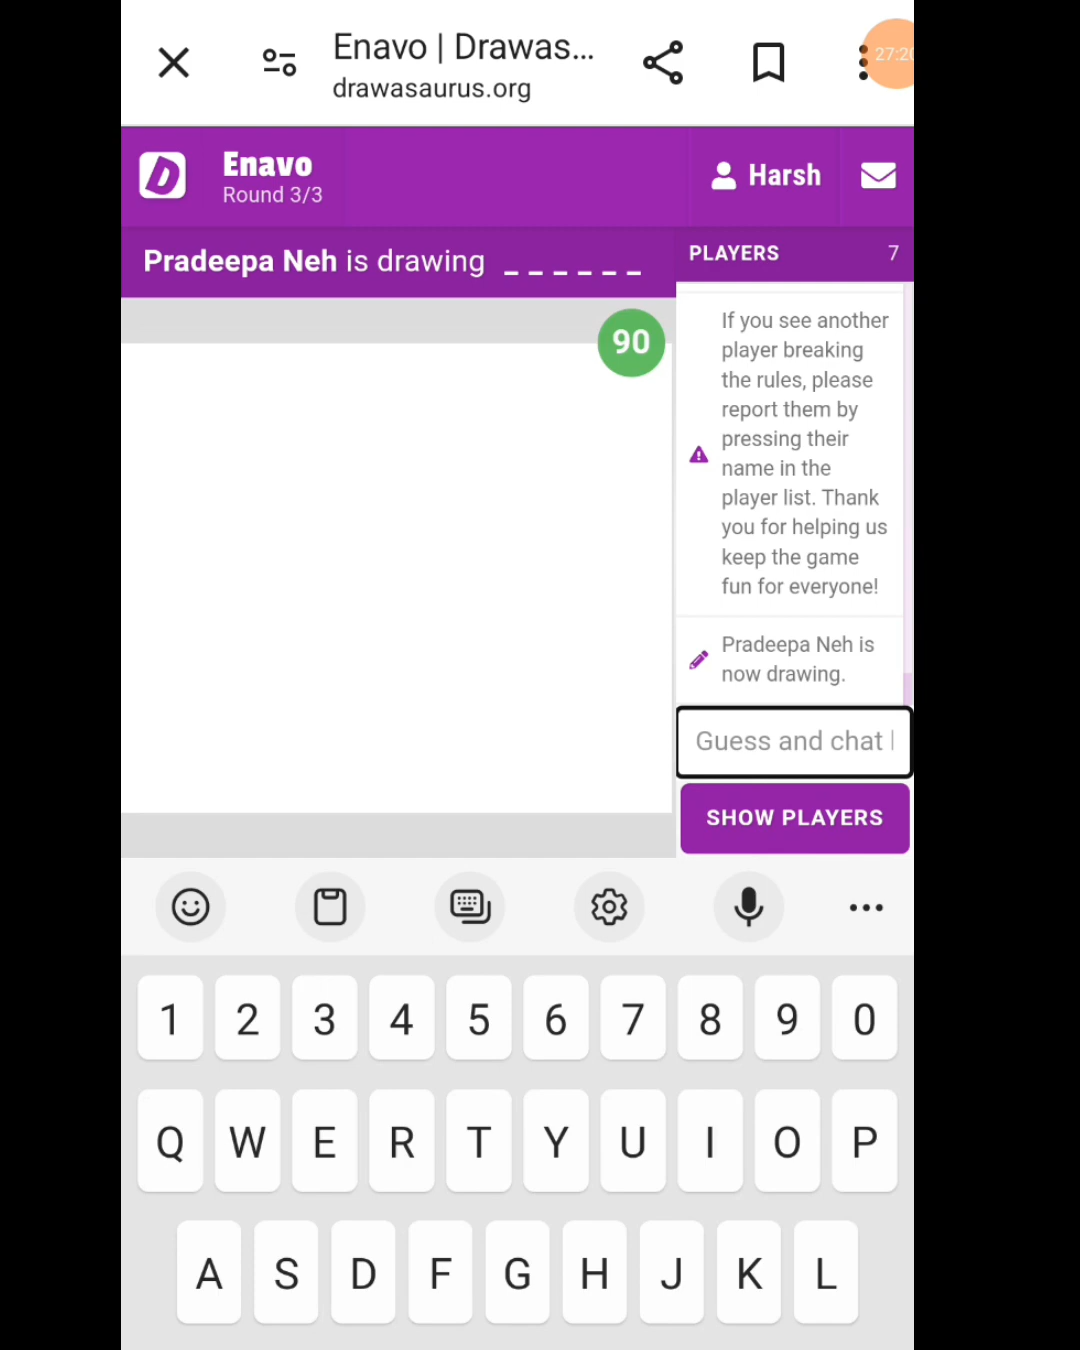 Enavo | Drawas...
drawasaurus.org
27:20
D
Enavo
Round 3/3
Harsh
Pradeepa Neh is drawing _ _ _ _ _ _
PLAYERS 7
90
If you see another
player breaking
the rules, please
report them by
pressing their
name in the
player list. Thank
you for helping us
keep the game
fun for everyone!
Pradeepa Neh is
now drawing.
Guess and chat
SHOW PLAYERS
1 2 3 4 5 6 7 8 9 0
Q W E R T Y U I O P
A S D F G H J K L